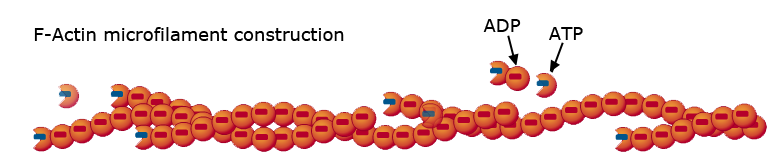 F-Actin microfilament construction
ADP
ATP